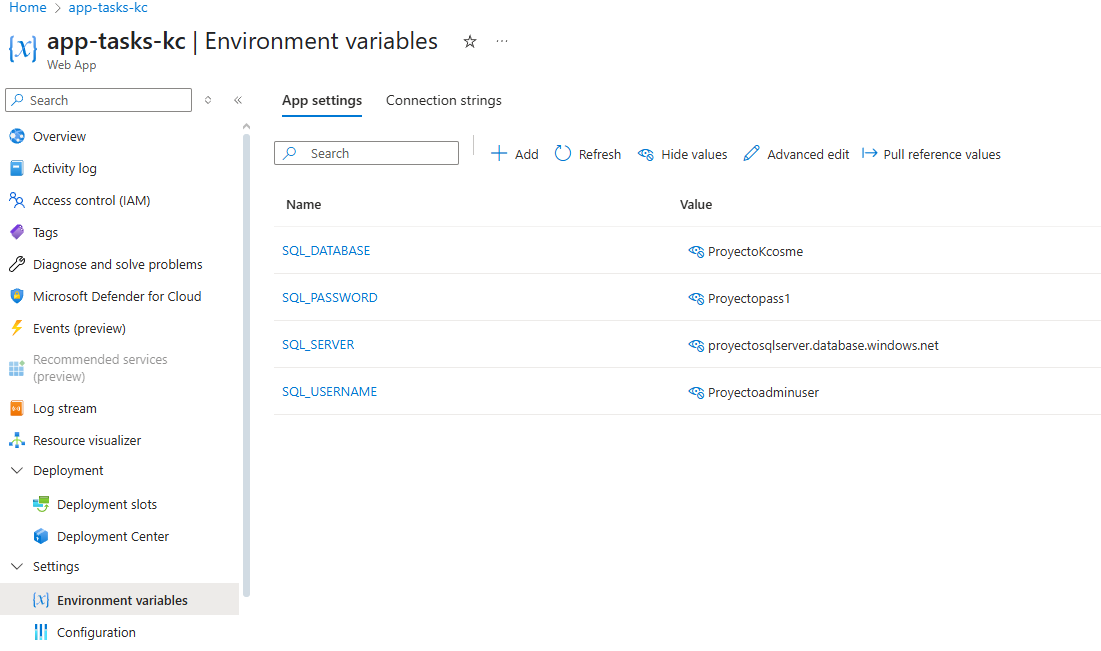 Home > app-tasks-kc
app-tasks-kc | Environment variables
Web App
Search
App settings Connection strings
Search Add Refresh Hide values Advanced edit Pull reference values
Name Value
SQL_DATABASE ProyectoKcosme
SQL_PASSWORD Proyectopass1
SQL_SERVER proyectosqlserver.database.windows.net
SQL_USERNAME Proyectoadminuser
Overview
Activity log
Access control (IAM)
Tags
Diagnose and solve problems
Microsoft Defender for Cloud
Events (preview)
Recommended services
(preview)
Log stream
Resource visualizer
Deployment
Deployment slots
Deployment Center
Settings
Environment variables
Configuration